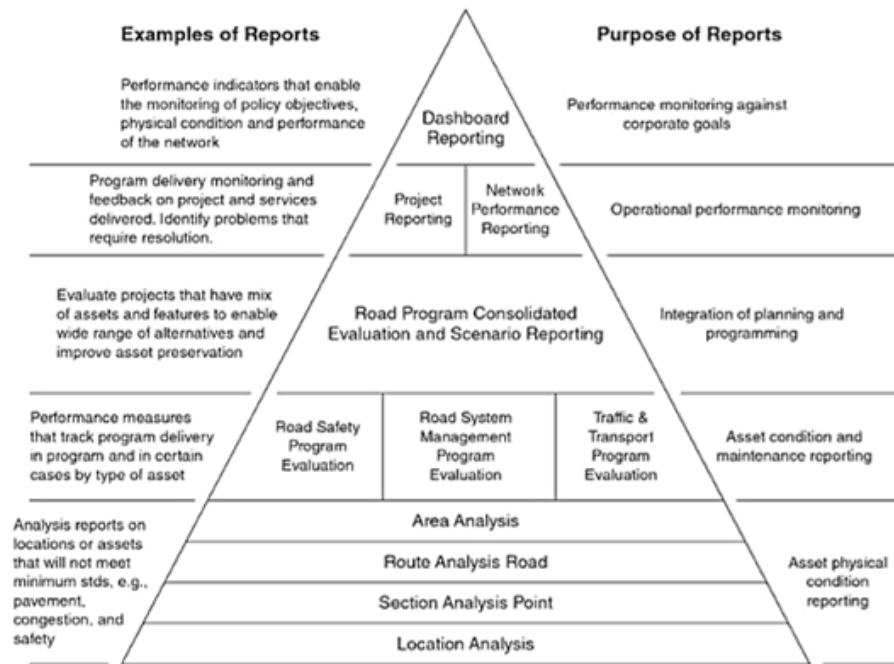 Examples of Reports
Purpose of Reports
Performance indicators that enable
the monitoring of policy objectives,
physical condition and performance
of the network
Dashboard
Reporting
Performance monitoring against
corporate goals
Program delivery monitoring and
feedback on project and services
delivered. Identify problems that
require resolution.
Project
Reporting
Network
Performance
Reporting
Operational performance monitoring
Evaluate projects that have mix
of assets and features to enable
wide range of alternatives and
improve asset preservation
Road Program Consolidated
Evaluation and Scenario Reporting
Integration of planning and
programming
Performance measures
that track program delivery
in program and in certain
cases by type of asset
Road Safety
Program
Evaluation
Road System
Management
Program
Evaluation
Traffic &
Transport
Program
Evaluation
Asset condition and
maintenance reporting
Analysis reports on
locations or assets
that will not meet
minimum stds, e.g.,
pavement,
congestion, and
safety
Area Analysis
Route Analysis Road
Section Analysis Point
Location Analysis
Asset physical
condition
reporting